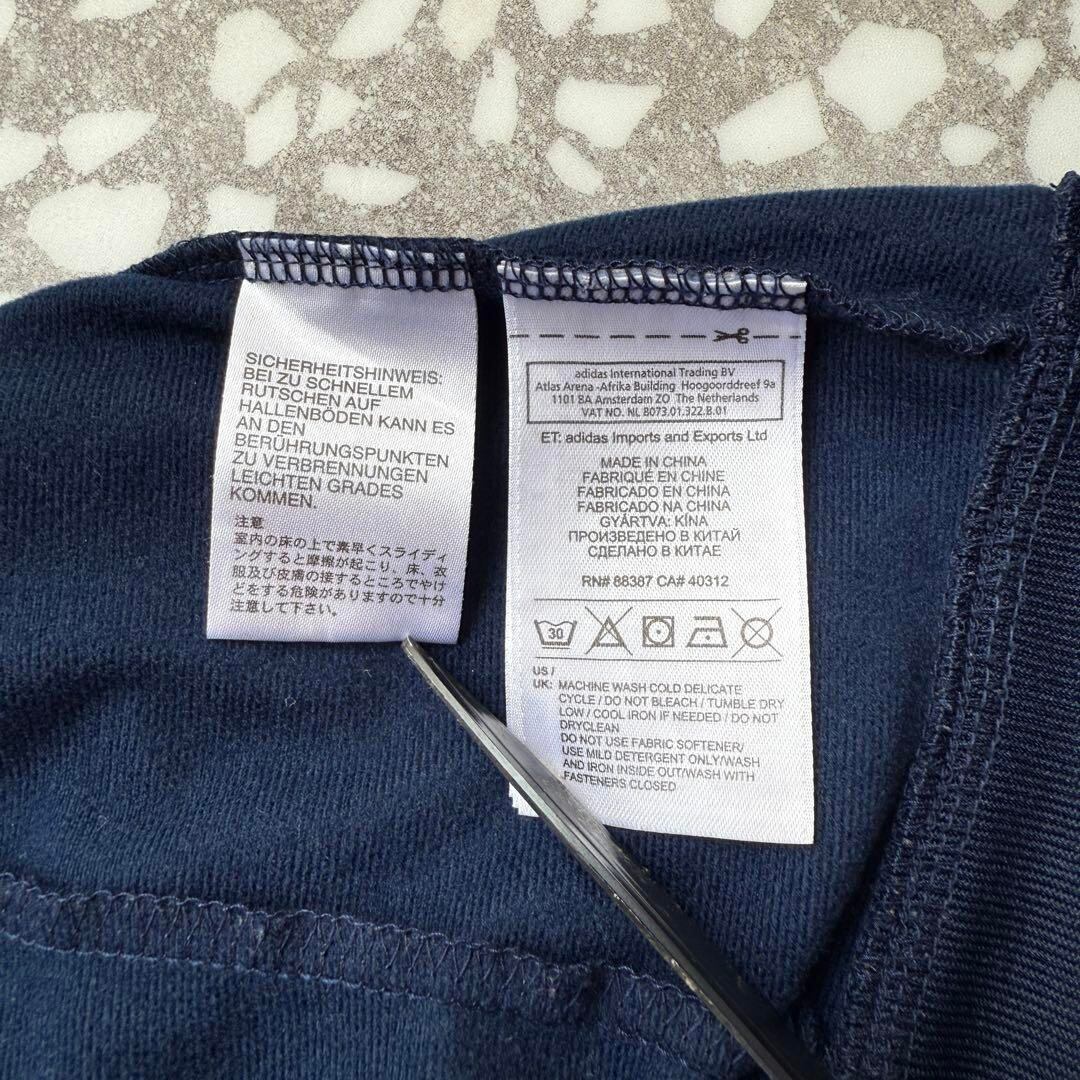 SICHERHEITSHINWEIS:
BEI ZU SCHNELLEM
RUTSCHEN AUF
HALLENBÖDEN KANN ES
AN DEN
BERÜHRUNGSPUNKTEN
ZU VERBRENNUNGEN
LEICHTEN GRADES
KOMMEN.
注意
室内の床の上で素早くスライディ
ングすると摩擦が起こり、床、衣
服及び皮膚の接するところでやけ
どをする危険がありますので十分
注意して下さい。
adidas International Trading BV
Atlas Arena -Afrika Building Hoogoorddreef 9a
1101 BA Amsterdam ZO The Netherlands
VAT NO. NL 8073.01.322.B.01
ET: adidas Imports and Exports Ltd
MADE IN CHINA
FABRIQUÉ EN CHINE
FABRICADO EN CHINA
FABRICADO NA CHINA
GYÁRTVA: KÍNA
ПРОИЗВЕДЕНО В КИТАЙ
СДЕЛАНО В КИТАЕ
RN# 88387 CA# 40312
30
US /
UK: MACHINE WASH COLD DELICATE
CYCLE / DO NOT BLEACH / TUMBLE DRY
LOW / COOL IRON IF NEEDED / DO NOT
DRYCLEAN
DO NOT USE FABRIC SOFTENER/
USE MILD DETERGENT ONLY/WASH
AND IRON INSIDE OUT/WASH WITH
FASTENERS CLOSED